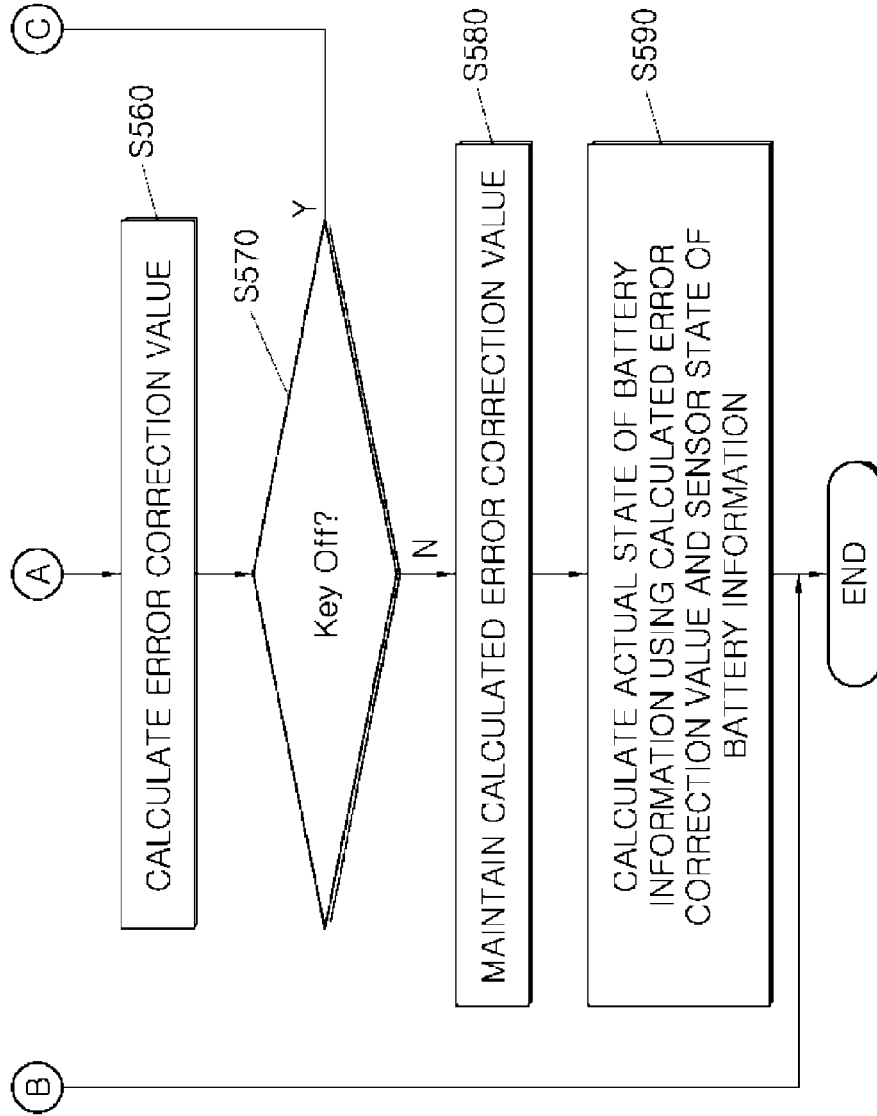 B
A
C
CALCULATE ERROR CORRECTION VALUE
S560
Key Off?
S570
Y
N
MAINTAIN CALCULATED ERROR CORRECTION VALUE
S580
CALCULATE ACTUAL STATE OF BATTERY
INFORMATION USING CALCULATED ERROR
CORRECTION VALUE AND SENSOR STATE OF
BATTERY INFORMATION
S590
END